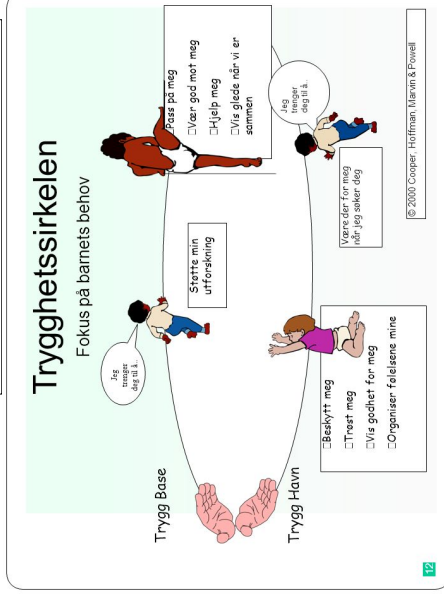 Trygghetssirkelen
Fokus på barnets behov
Jeg
trenger
deg til å..
Trygg Base
Støtte min
utforskning
□Pass på meg
□Vær god mot meg
□Hjelp meg
□Vis glede når vi er
sammen
Jeg
trenger
deg til å..
Være der for meg
når jeg søker deg
Trygg Havn
□Beskytt meg
□Trøst meg
□Vis godhet for meg
□Organiser følelsene mine
© 2000 Cooper, Hoffman, Marvin & Powell
12